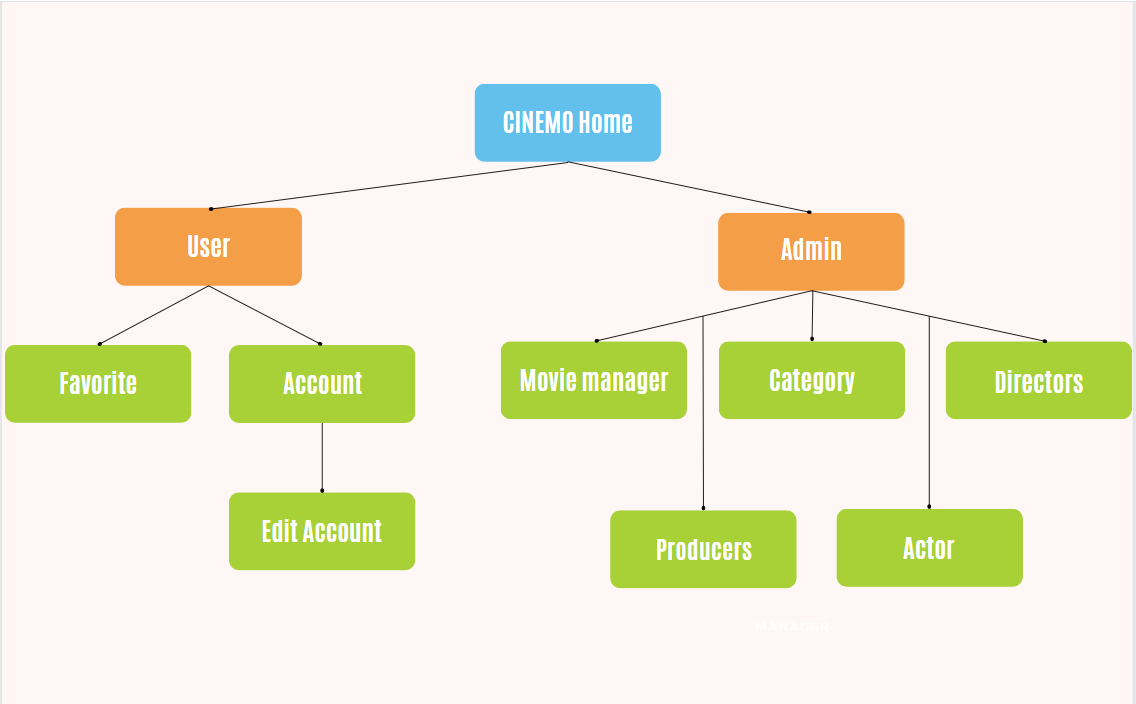 CINEMO Home
User
Admin
Favorite
Account
Movie manager
Category
Directors
Edit Account
Producers
Actor
MANAGER